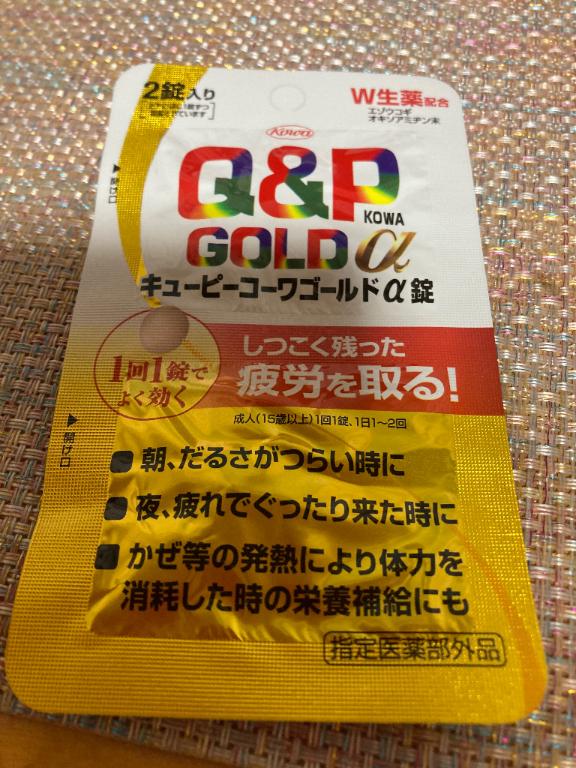 2錠入り
W生薬配合
エゾウコギ
オキソアミヂン末
Kowa
Q&P
KOWA
GOLD α
キューピーコーワゴールドα錠
1回1錠で
よく効く
しつこく残った
疲労を取る!
成人(15歳以上)1回1錠、1日1~2回
▶開け口
■朝、だるさがつらい時に
■夜、疲れでぐったり来た時に
■かぜ等の発熱により体力を
消耗した時の栄養補給にも
指定医薬部外品